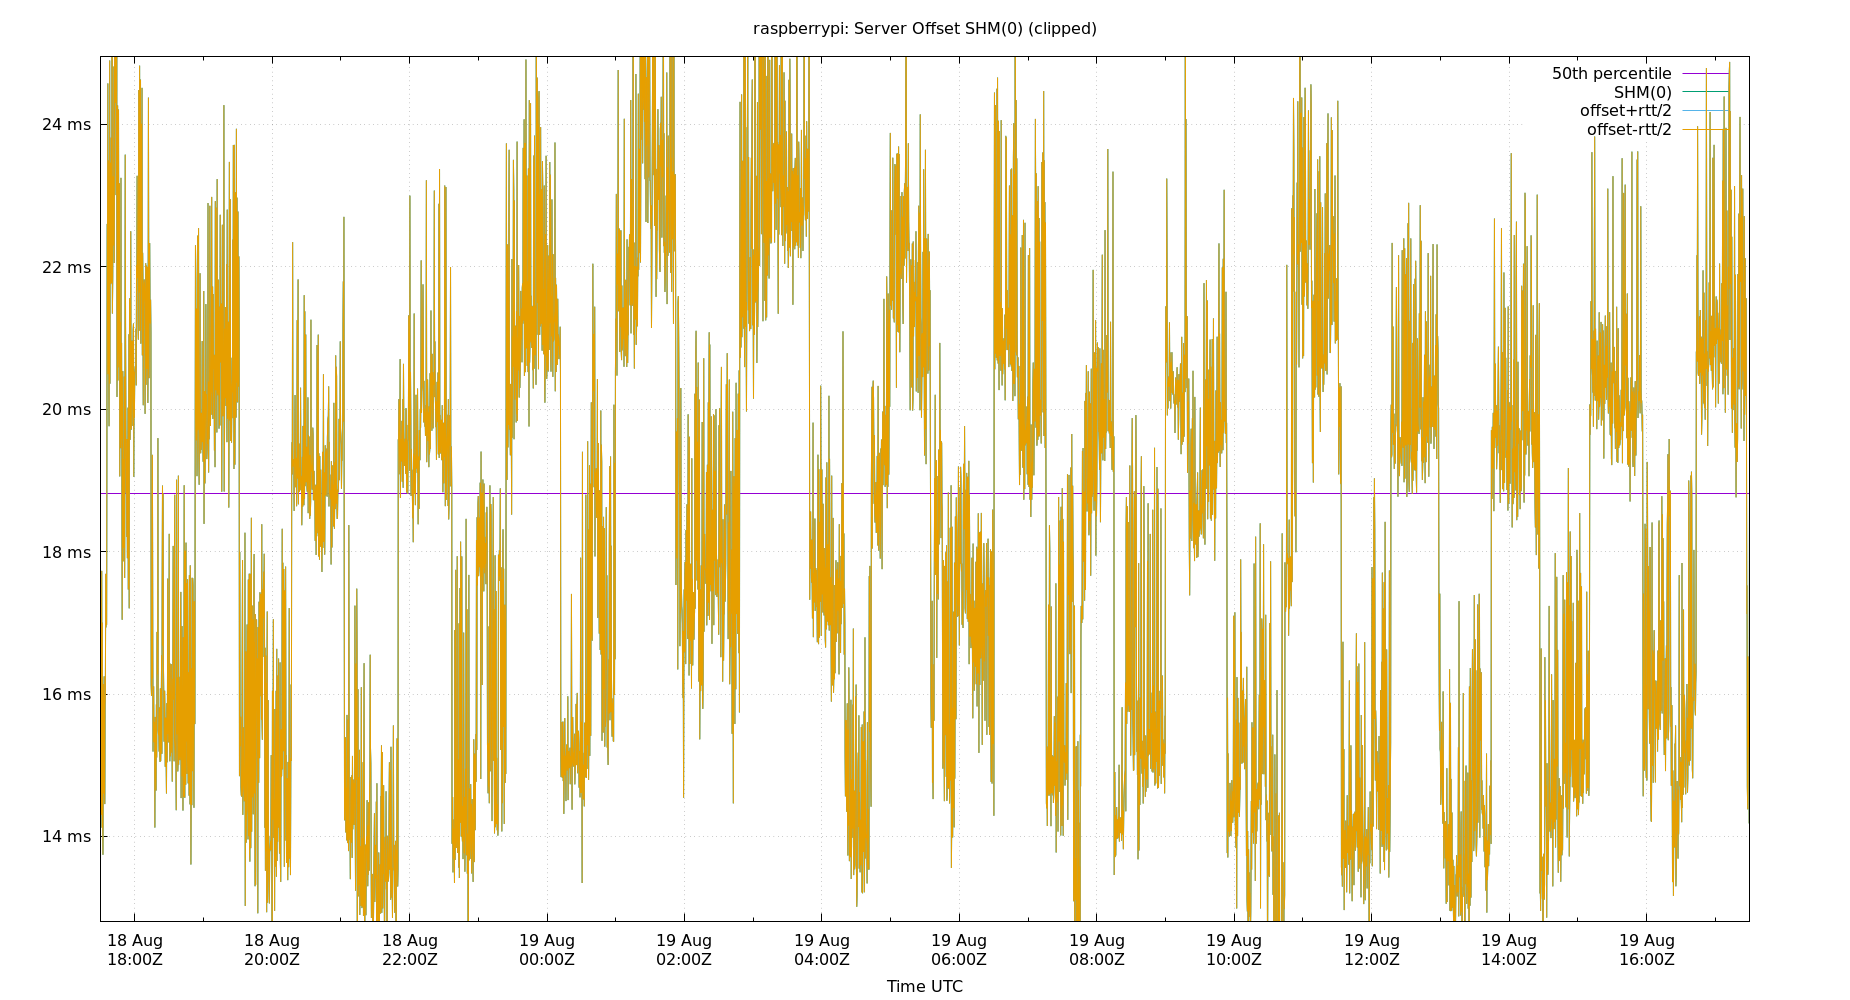 raspberrypi: Server Offset SHM(0) (clipped)
50th percentile
SHM(0)
offset+rtt/2
offset-rtt/2
24 ms
22 ms
20 ms
18 ms
16 ms
14 ms
18 Aug 18 Aug 18 Aug 19 Aug 19 Aug 19 Aug 19 Aug 19 Aug 19 Aug 19 Aug 19 Aug 19 Aug
18:00Z 20:00Z 22:00Z 00:00Z 02:00Z 04:00Z 06:00Z 08:00Z 10:00Z 12:00Z 14:00Z 16:00Z
Time UTC